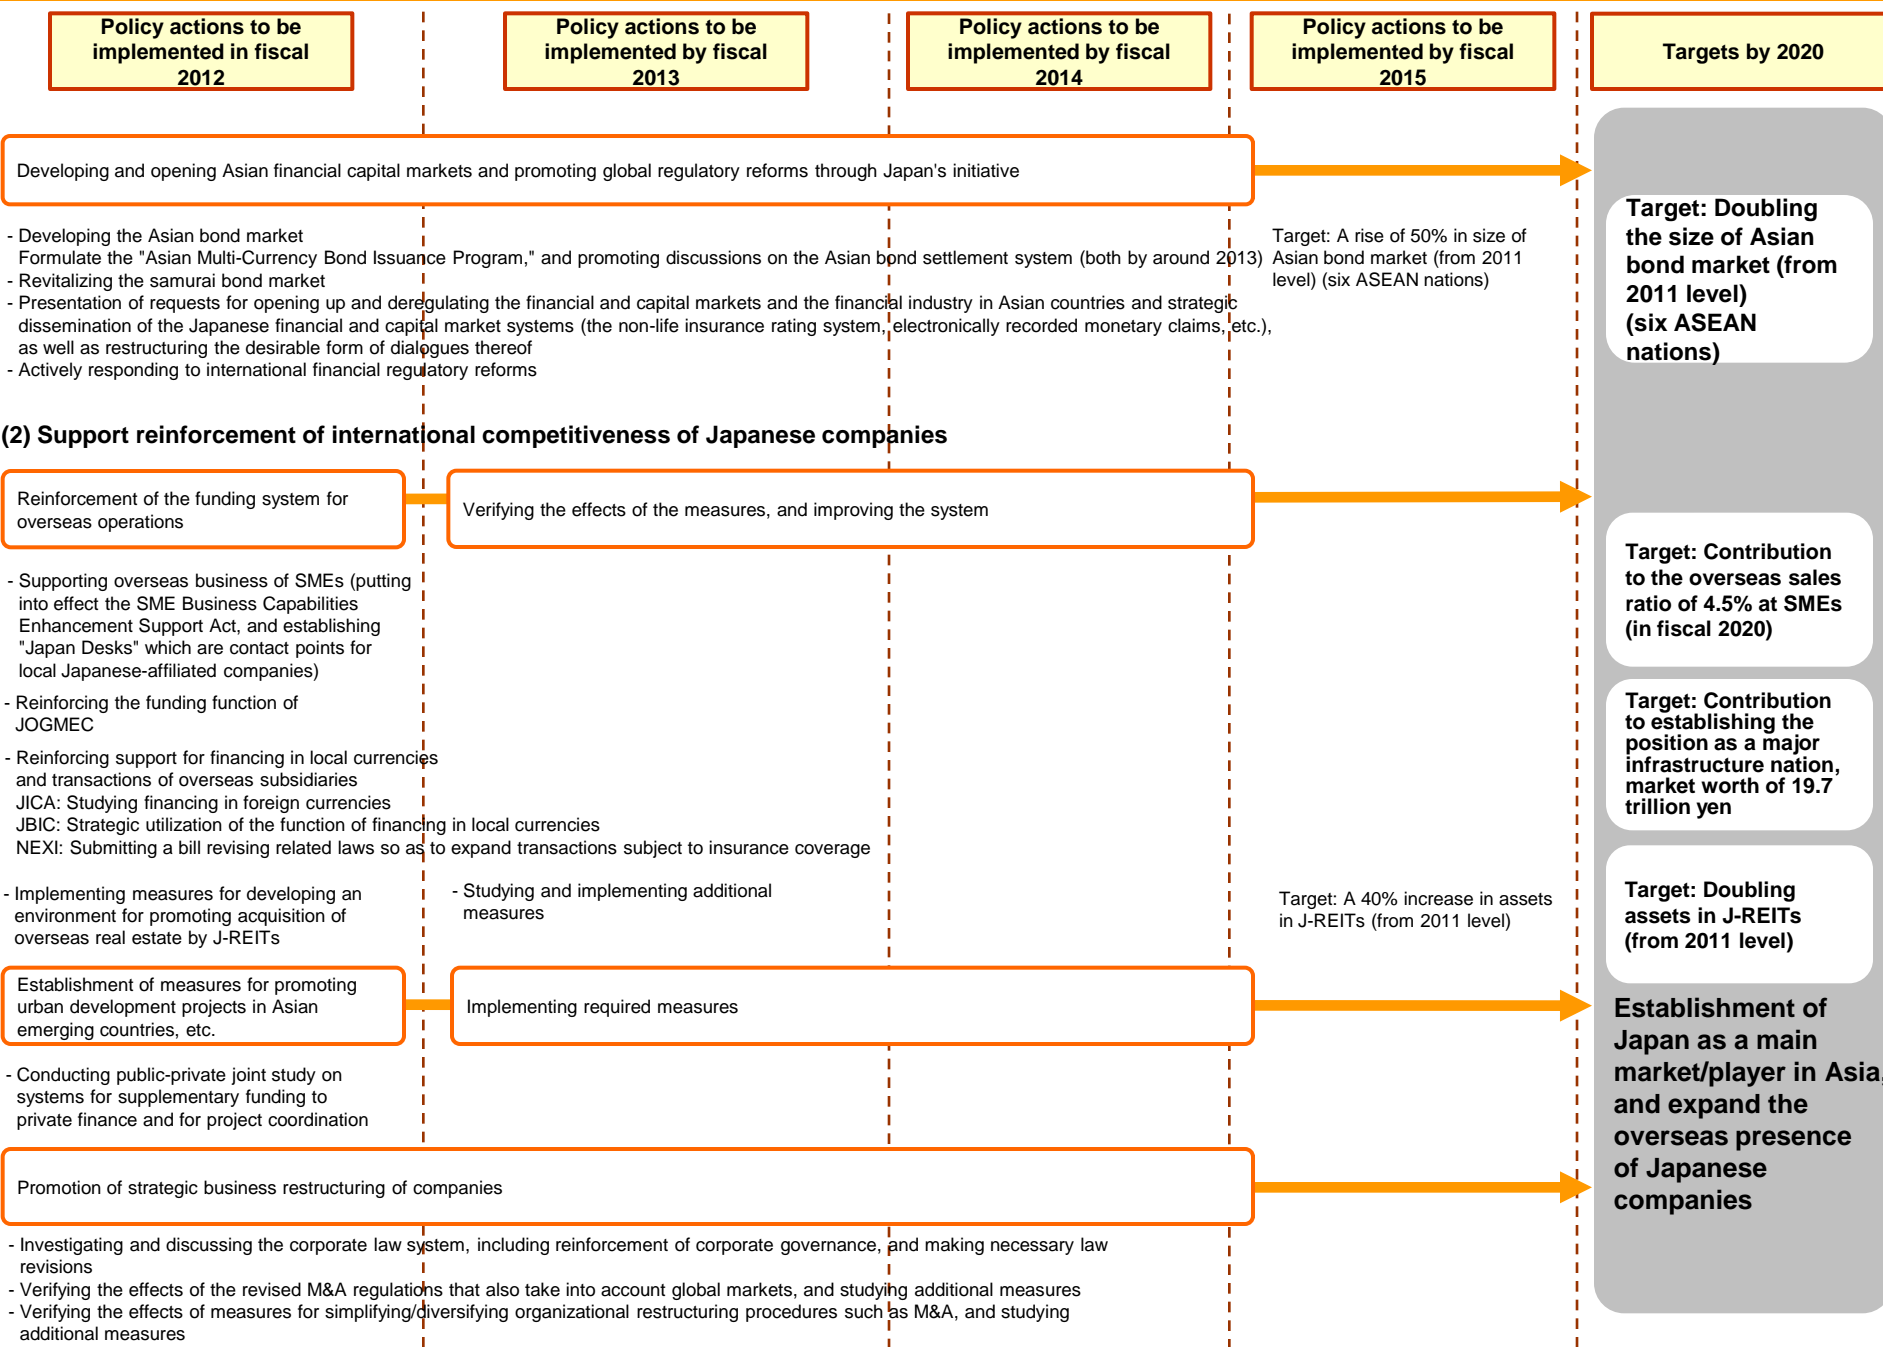 Policy actions to be
implemented in fiscal
2012
Policy actions to be
implemented by fiscal
2013
Policy actions to be
implemented by fiscal
2014
Policy actions to be
implemented by fiscal
2015
Targets by 2020
Developing and opening Asian financial capital markets and promoting global regulatory reforms through Japan's initiative
- Developing the Asian bond market
Formulate the "Asian Multi-Currency Bond Issuance Program," and promoting discussions on the Asian bond settlement system (both by around 2013)
- Revitalizing the samurai bond market
- Presentation of requests for opening up and deregulating the financial and capital markets and the financial industry in Asian countries and strategic
dissemination of the Japanese financial and capital market systems (the non-life insurance rating system, electronically recorded monetary claims, etc.),
as well as restructuring the desirable form of dialogues thereof
- Actively responding to international financial regulatory reforms
Target: A rise of 50% in size of
Asian bond market (from 2011
level) (six ASEAN nations)
Target: Doubling
the size of Asian
bond market (from
2011 level)
(six ASEAN
nations)
(2) Support reinforcement of international competitiveness of Japanese companies
Reinforcement of the funding system for
overseas operations
Verifying the effects of the measures, and improving the system
- Supporting overseas business of SMEs (putting
into effect the SME Business Capabilities
Enhancement Support Act, and establishing
"Japan Desks" which are contact points for
local Japanese-affiliated companies)
- Reinforcing the funding function of
JOGMEC
- Reinforcing support for financing in local currencies
and transactions of overseas subsidiaries
JICA: Studying financing in foreign currencies
JBIC: Strategic utilization of the function of financing in local currencies
NEXI: Submitting a bill revising related laws so as to expand transactions subject to insurance coverage
Target: Contribution
to the overseas sales
ratio of 4.5% at SMEs
(in fiscal 2020)
Target: Contribution
to establishing the
position as a major
infrastructure nation,
market worth of 19.7
trillion yen
- Implementing measures for developing an
environment for promoting acquisition of
overseas real estate by J-REITs
- Studying and implementing additional
measures
Target: A 40% increase in assets
in J-REITs (from 2011 level)
Target: Doubling
assets in J-REITs
(from 2011 level)
Establishment of measures for promoting
urban development projects in Asian
emerging countries, etc.
Implementing required measures
- Conducting public-private joint study on
systems for supplementary funding to
private finance and for project coordination
Establishment of
Japan as a main
market/player in Asia,
and expand the
overseas presence
of Japanese
companies
Promotion of strategic business restructuring of companies
- Investigating and discussing the corporate law system, including reinforcement of corporate governance, and making necessary law
revisions
- Verifying the effects of the revised M&A regulations that also take into account global markets, and studying additional measures
- Verifying the effects of measures for simplifying/diversifying organizational restructuring procedures such as M&A, and studying
additional measures